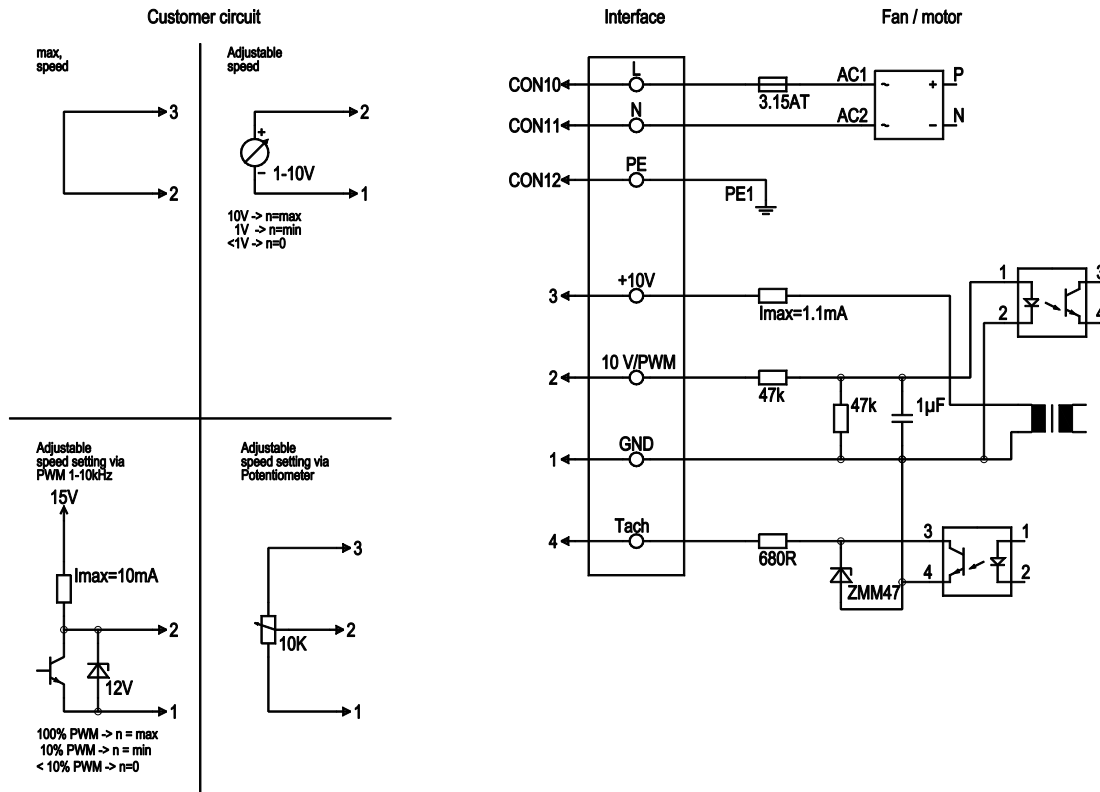 Customer circuit
Interface
Fan / motor
max,
speed
3
2
Adjustable
speed
2
+
–
1-10V
1
10V -> n=max
1V -> n=min
<1V -> n=0
Adjustable
speed setting via
PWM 1-10kHz
15V
Imax=10mA
2
12V
1
100% PWM -> n = max
10% PWM -> n = min
< 10% PWM -> n=0
Adjustable
speed setting via
Potentiometer
3
2
10K
1
L
CON10
3.15AT
AC1
~
+
P
N
CON11
AC2
~
–
N
PE
CON12
PE1
+10V
3
Imax=1.1mA
1
2
3
4
10 V/PWM
2
47k
47k
1µF
GND
1
Tach
4
680R
ZMM47
3
4
1
2